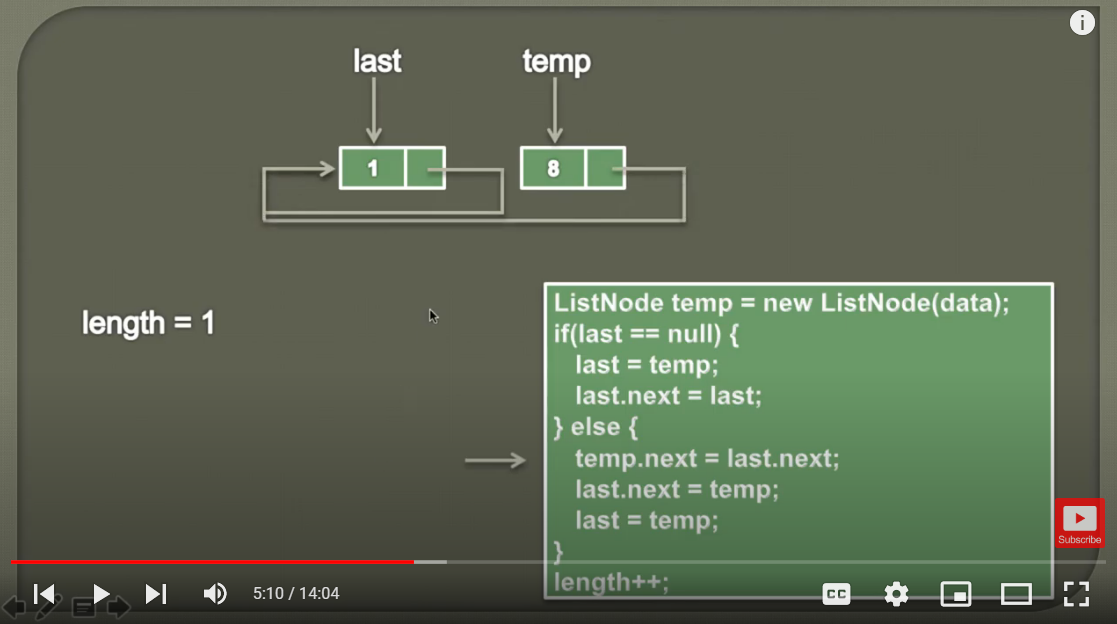 last temp
1 8
length = 1
ListNode temp = new ListNode(data);
if(last == null) {
last = temp;
last.next = last;
} else {
temp.next = last.next;
last.next = temp;
last = temp;
}
length++;
Subscribe
5:10 / 14:04
CC
i